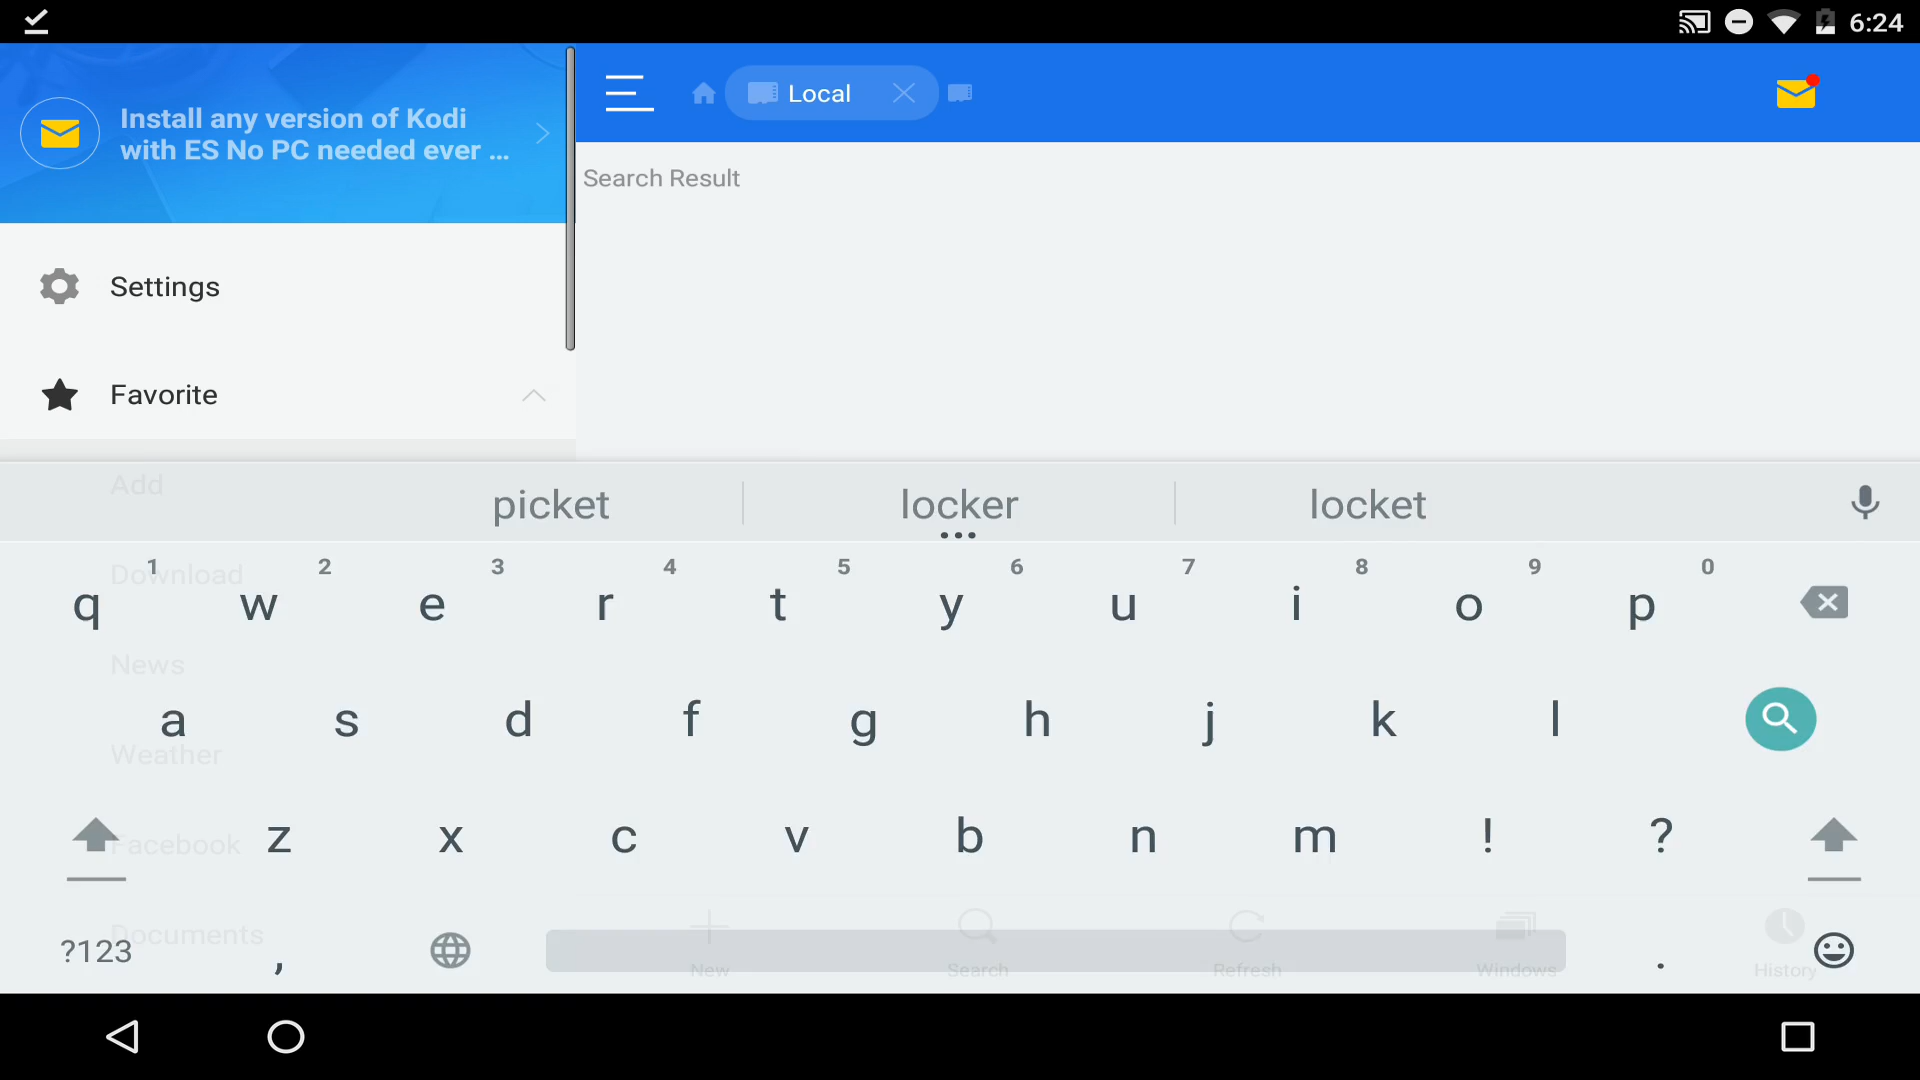 6:24
Install any version of Kodi
with ES No PC needed ever ...
Local
Search Result
Settings
Favorite
Add
picket locker locket
Download
1 2 3 4 5 6 7 8 9 0
q w e r t y u i o p
News
a s d f g h j k l
Weather
z x c v b n m ! ?
Facebook
Documents
?123 , .
New Search Refresh Windows History